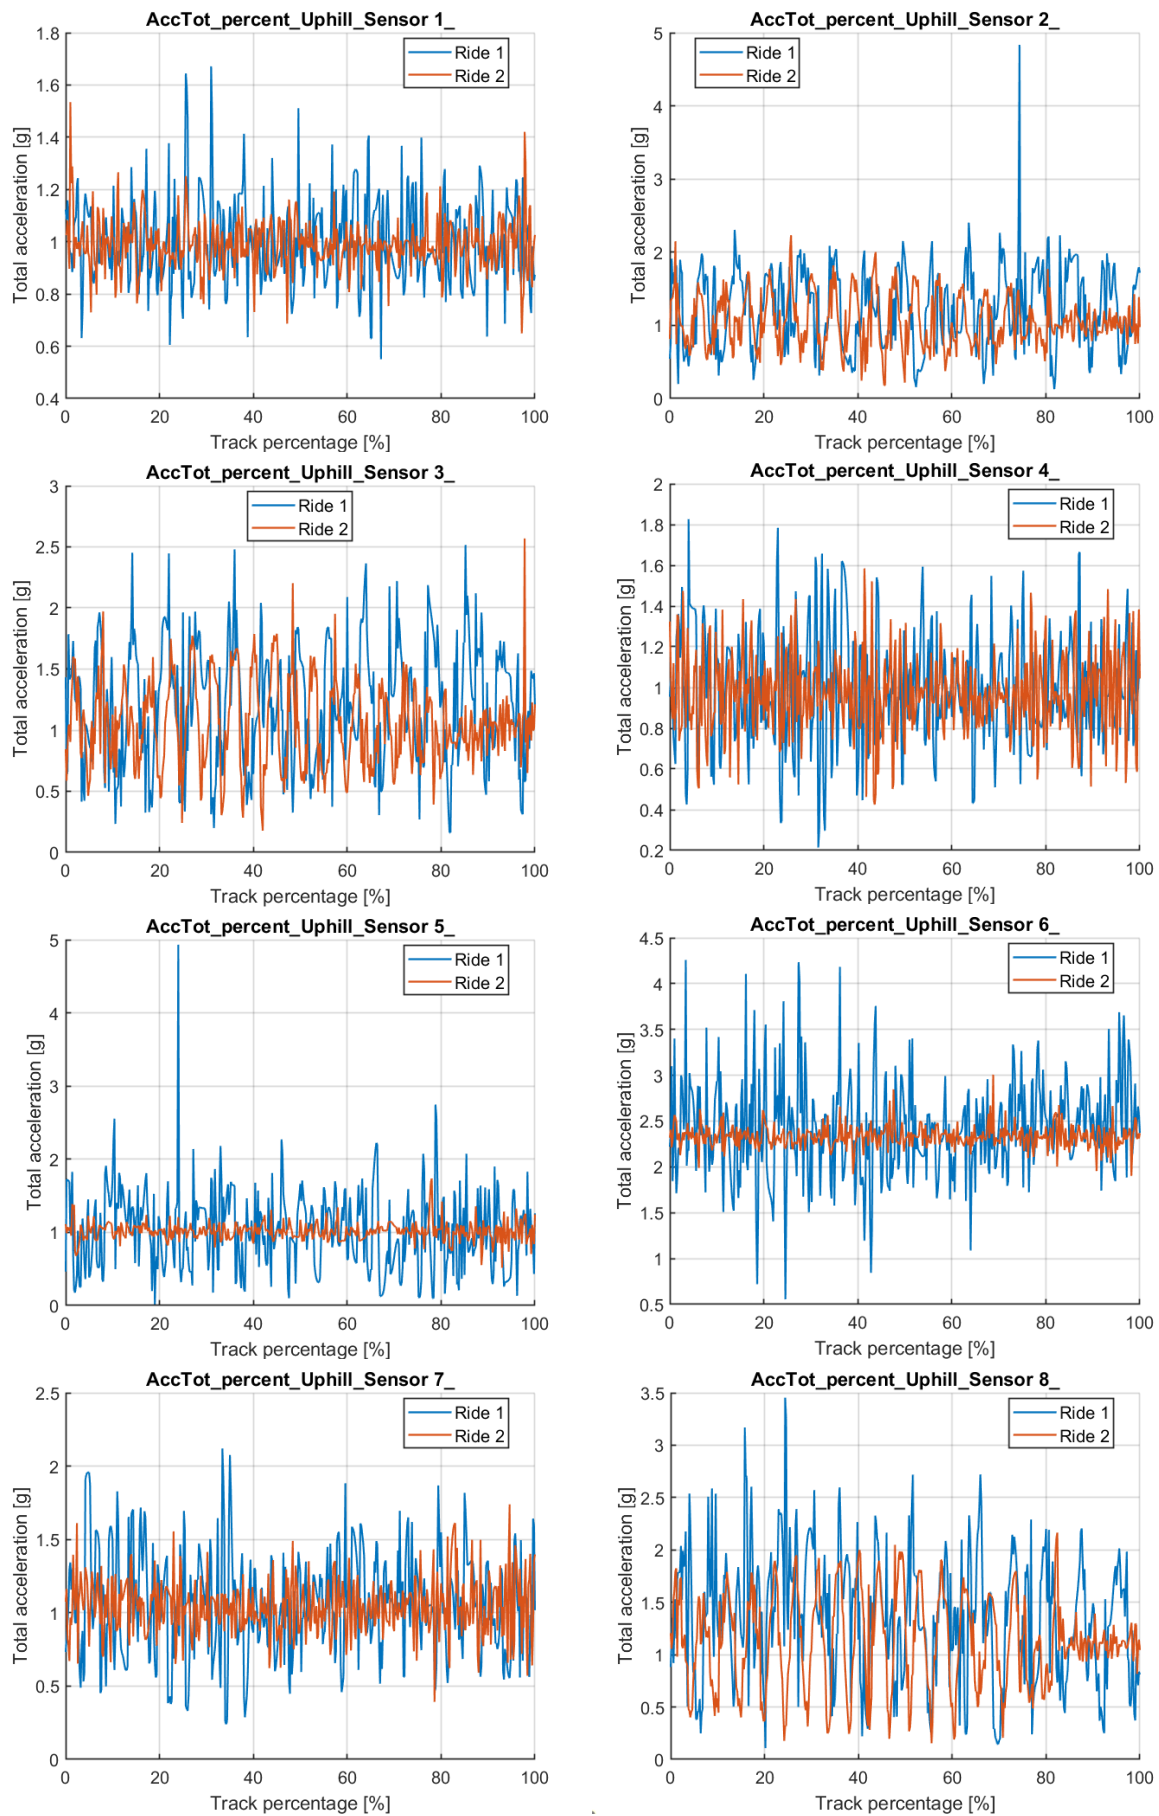 AccTot_percent_Uphill_Sensor 1_
1.8
1.6
1.4
1.2
1
0.8
0.6
0.4
Total acceleration [g]
Ride 1
Ride 2
0 20 40 60 80 100
Track percentage [%]
AccTot_percent_Uphill_Sensor 2_
5
4
3
2
1
0
Total acceleration [g]
Ride 1
Ride 2
0 20 40 60 80 100
Track percentage [%]
AccTot_percent_Uphill_Sensor 3_
3
2.5
2
1.5
1
0.5
0
Total acceleration [g]
Ride 1
Ride 2
0 20 40 60 80 100
Track percentage [%]
AccTot_percent_Uphill_Sensor 4_
2
1.8
1.6
1.4
1.2
1
0.8
0.6
0.4
0.2
Total acceleration [g]
Ride 1
Ride 2
0 20 40 60 80 100
Track percentage [%]
AccTot_percent_Uphill_Sensor 5_
5
4
3
2
1
0
Total acceleration [g]
Ride 1
Ride 2
0 20 40 60 80 100
Track percentage [%]
AccTot_percent_Uphill_Sensor 6_
4.5
4
3.5
3
2.5
2
1.5
1
0.5
Total acceleration [g]
Ride 1
Ride 2
0 20 40 60 80 100
Track percentage [%]
AccTot_percent_Uphill_Sensor 7_
2.5
2
1.5
1
0.5
0
Total acceleration [g]
Ride 1
Ride 2
0 20 40 60 80 100
Track percentage [%]
AccTot_percent_Uphill_Sensor 8_
3.5
3
2.5
2
1.5
1
0.5
0
Total acceleration [g]
Ride 1
Ride 2
0 20 40 60 80 100
Track percentage [%]